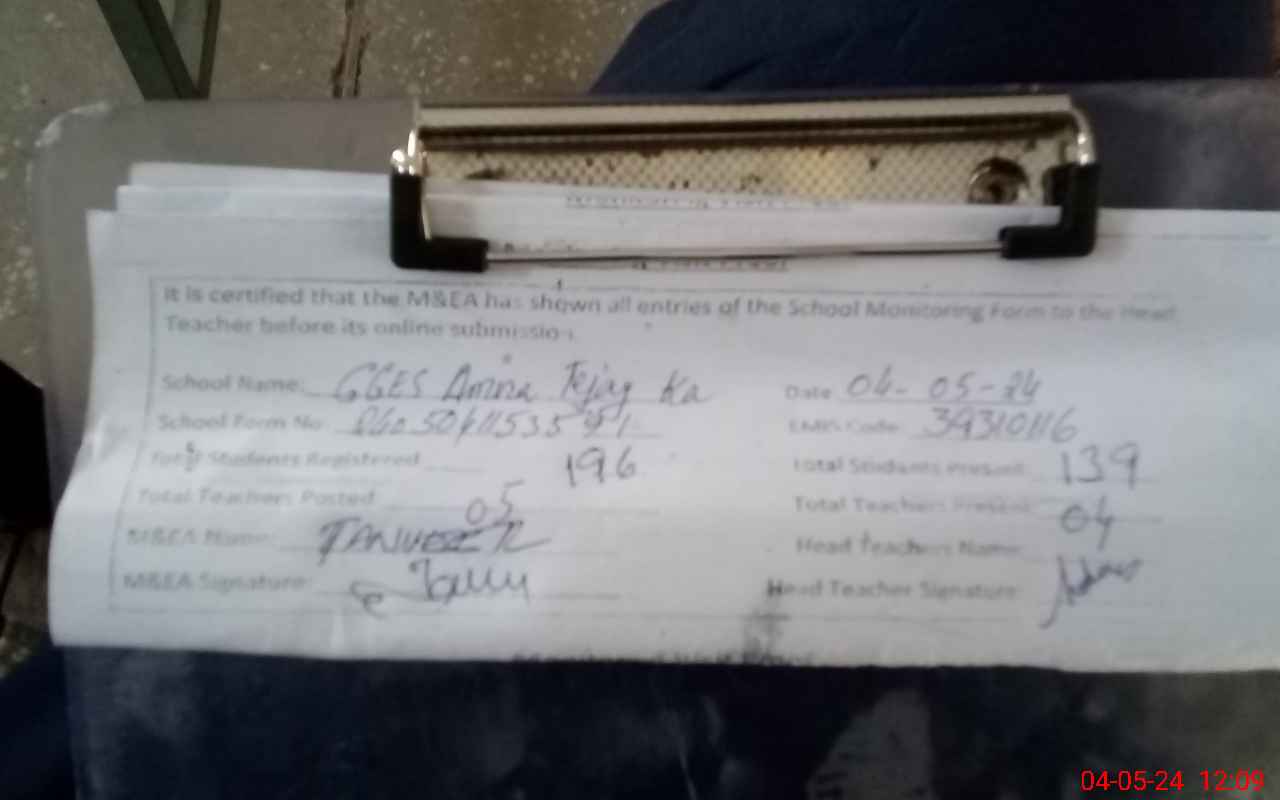 It is certified that the M&EA has shown all entries of the School Monitoring Form to the Head
Teacher before its online submission.
School Name: GGES Amna Date 04-05-24
School Form No: EMIS Code: 39310116
Total Students Registered 196 Total Students Present: 139
Total Teachers Posted 05 Total Teachers Present: 04
M&EA Name: TANVEER Head Teachers Name:
M&EA Signature: Head Teacher Signature:
04-05-24 12:09